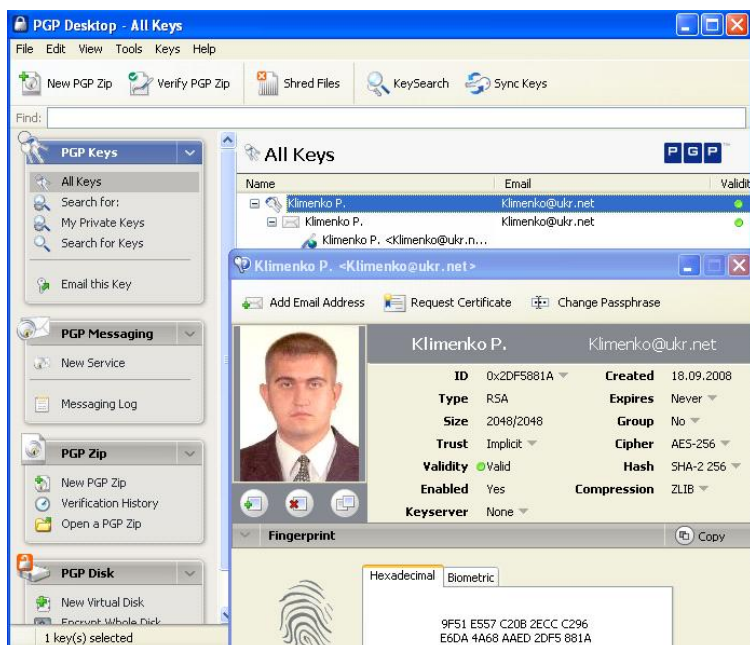 PGP Desktop - All Keys
File Edit View Tools Keys Help
New PGP Zip Verify PGP Zip Shred Files KeySearch Sync Keys
Find:
PGP Keys
All Keys
Search for:
My Private Keys
Search for Keys
Email this Key
PGP Messaging
New Service
Messaging Log
PGP Zip
New PGP Zip
Verification History
Open a PGP Zip
PGP Disk
New Virtual Disk
Encrypt Whole Disk
1 key(s) selected
All Keys
PGP
Name Email Validit
Klimenko P. Klimenko@ukr.net
Klimenko P. Klimenko@ukr.net
Klimenko P. <Klimenko@ukr.n...
Klimenko P. <Klimenko@ukr.net>
Add Email Address Request Certificate Change Passphrase
Klimenko P. Klimenko@ukr.net
ID 0x2DF5881A Created 18.09.2008
Type RSA Expires Never
Size 2048/2048 Group No
Trust Implicit Cipher AES-256
Validity Valid Hash SHA-2 256
Enabled Yes Compression ZLIB
Keyserver None
Fingerprint Copy
Hexadecimal Biometric
9F51 E557 C20B 2ECC C296
E6DA 4A68 AAED 2DF5 881A